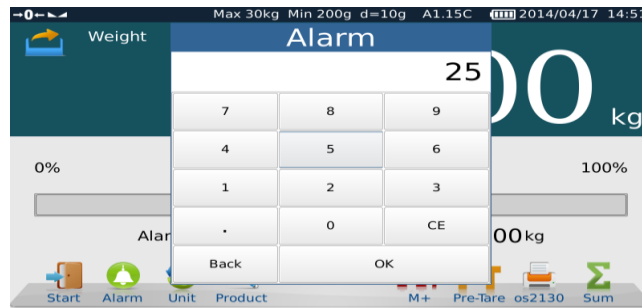 →0← Max 30kg Min 200g d=10g A1.15C 2014/04/17 14:51
Weight
Alarm
25
00 kg
7 8 9
4 5 6
1 2 3
. 0 CE
Back OK
0% 100%
Alar 00kg
Start Alarm Unit Product M+ Pre-Tare os2130 Sum